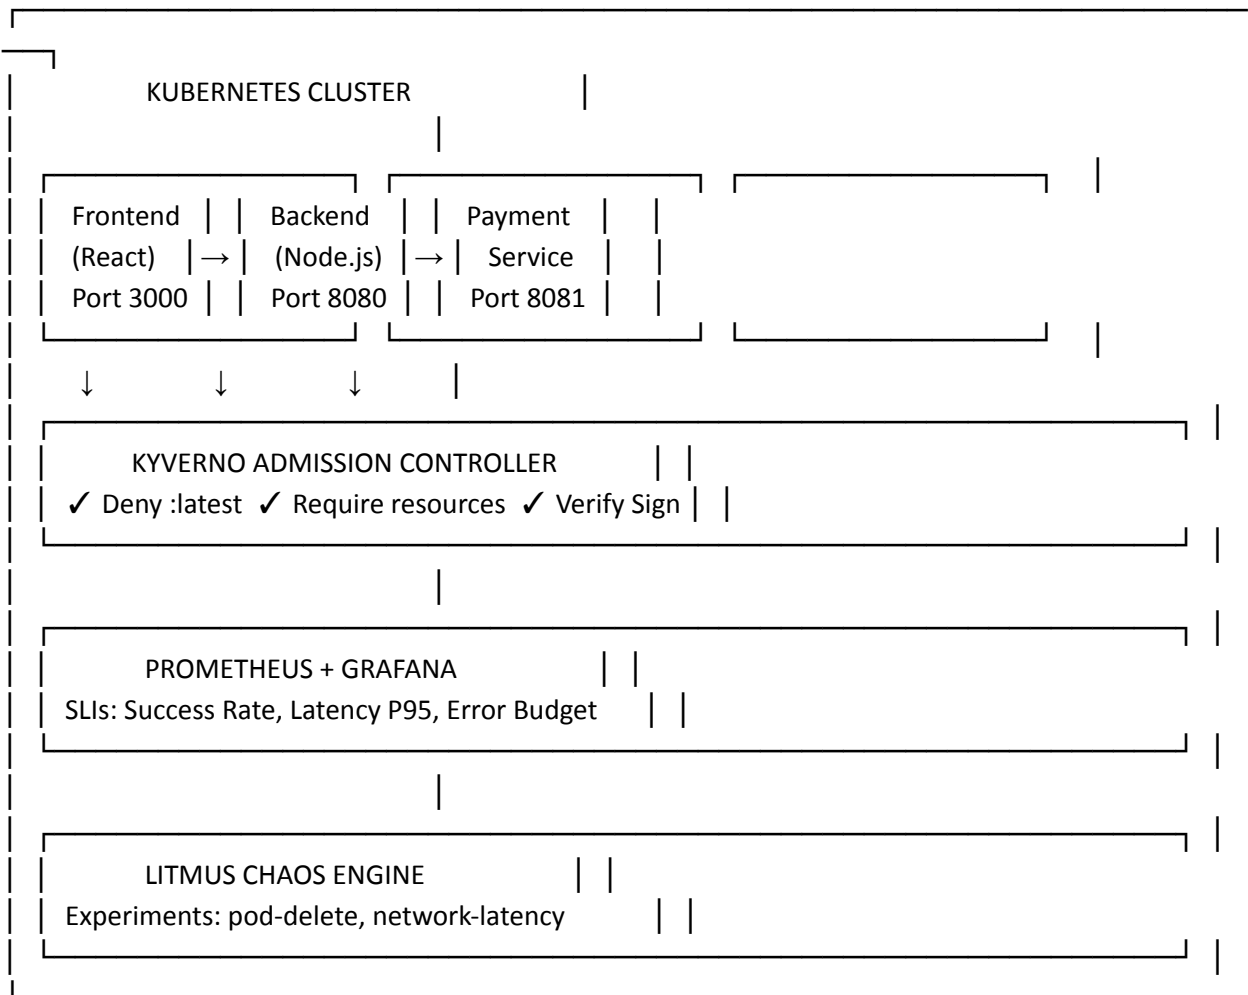 KUBERNETES CLUSTER
Frontend │ │ Backend │ │ Payment │ │
(React) │→│ (Node.js) │→│ Service │ │
Port 3000 │ │ Port 8080 │ │ Port 8081 │ │
↓ ↓ ↓ │
KYVERNO ADMISSION CONTROLLER
✓ Deny :latest ✓ Require resources ✓ Verify Sign
PROMETHEUS + GRAFANA
SLIs: Success Rate, Latency P95, Error Budget
LITMUS CHAOS ENGINE
Experiments: pod-delete, network-latency